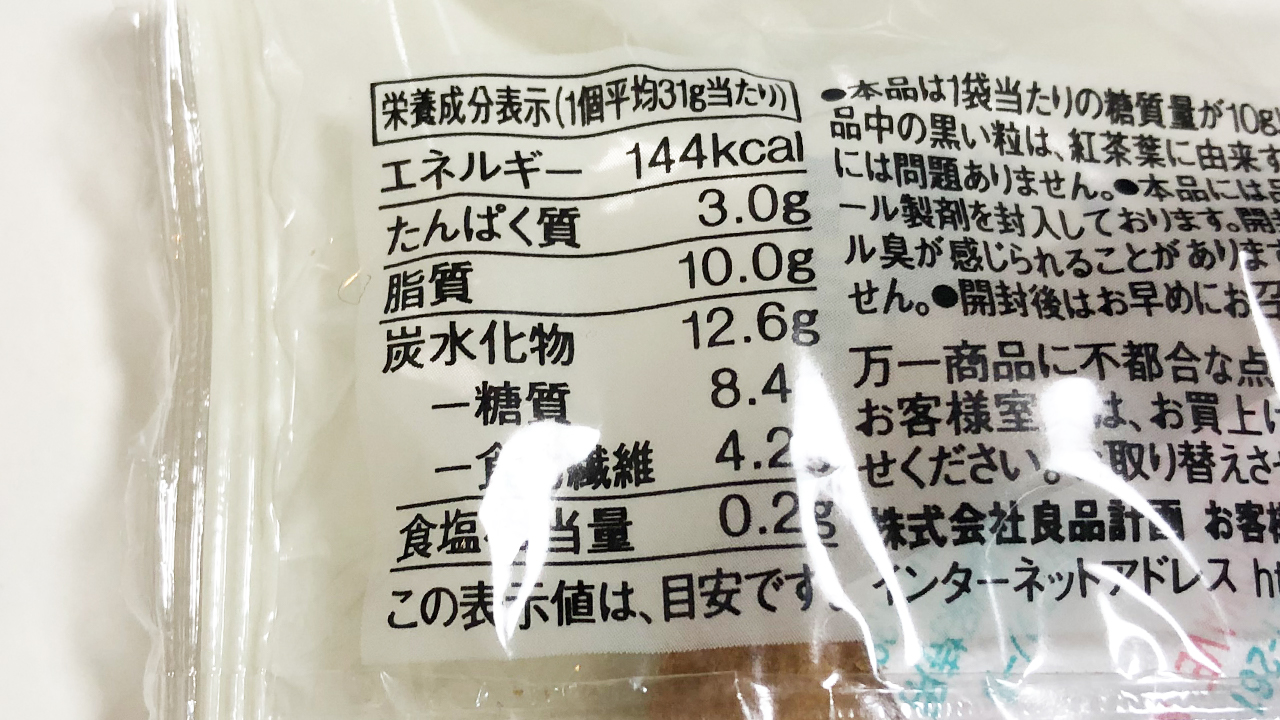 栄養成分表示(1個平均31g当たり)
エネルギー 144kcal
たんぱく質 3.0g
脂質 10.0g
炭水化物 12.6g
−糖質 8.4
−食 繊維 4.2g
食塩 当量 0.2g
この表示値は、目安です。
●本品は1袋当たりの糖質量が10g
品中の黒い粒は、紅茶葉に由来す
には問題ありません。●本品には品
ール製剤を封入しております。開封
ル臭が感じられることがあります
せん。●開封後はお早めにお召
万一商品に不都合な点
お客様室 は、お買上げ
せください。 取り替えさせ
株式会社良品計画 お客様
インターネットアドレス ht